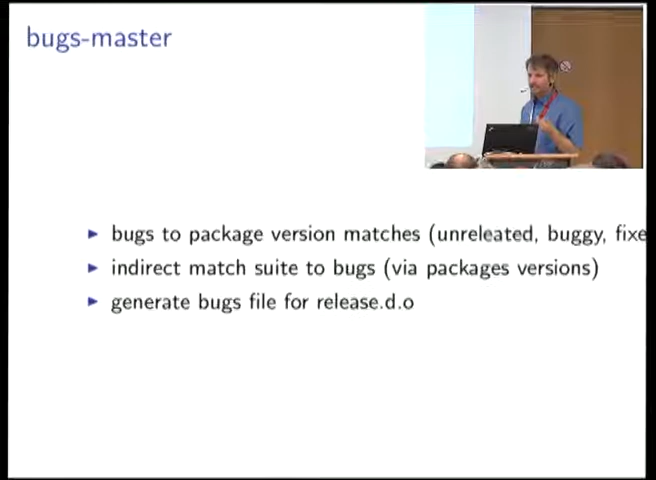 bugs-master
bugs to package version matches (unreleated, buggy, fixe
indirect match suite to bugs (via packages versions)
generate bugs file for release.d.o